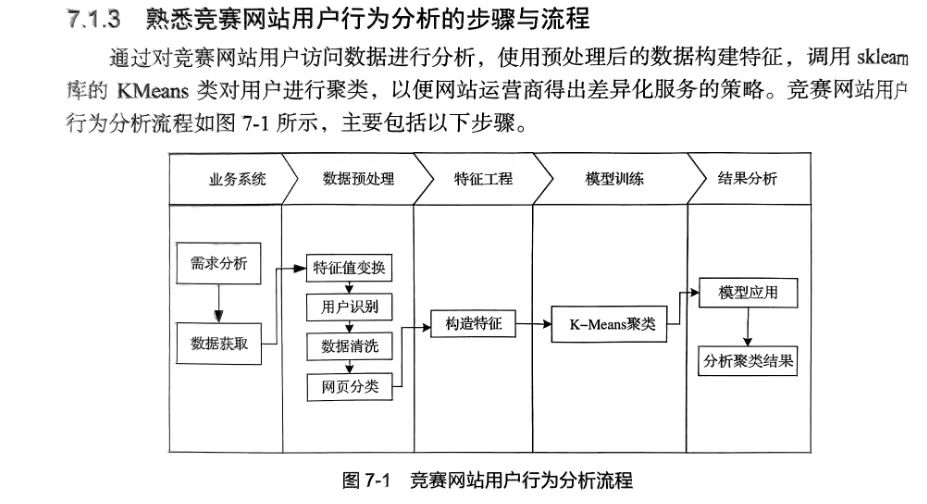 7.1.3 熟悉竞赛网站用户行为分析的步骤与流程
通过对竞赛网站用户访问数据进行分析，使用预处理后的数据构建特征，调用 sklearn
库的 KMeans 类对用户进行聚类，以便网站运营商得出差异化服务的策略。竞赛网站用户
行为分析流程如图 7-1 所示，主要包括以下步骤。
业务系统 数据预处理 特征工程 模型训练 结果分析
需求分析
数据获取
特征值变换
用户识别
数据清洗
网页分类
构造特征
K-Means聚类
模型应用
分析聚类结果
图 7-1 竞赛网站用户行为分析流程